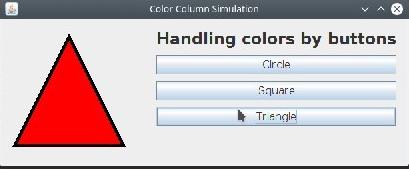 Color Column Simulation
Handling colors by buttons
Circle
Square
Triangle